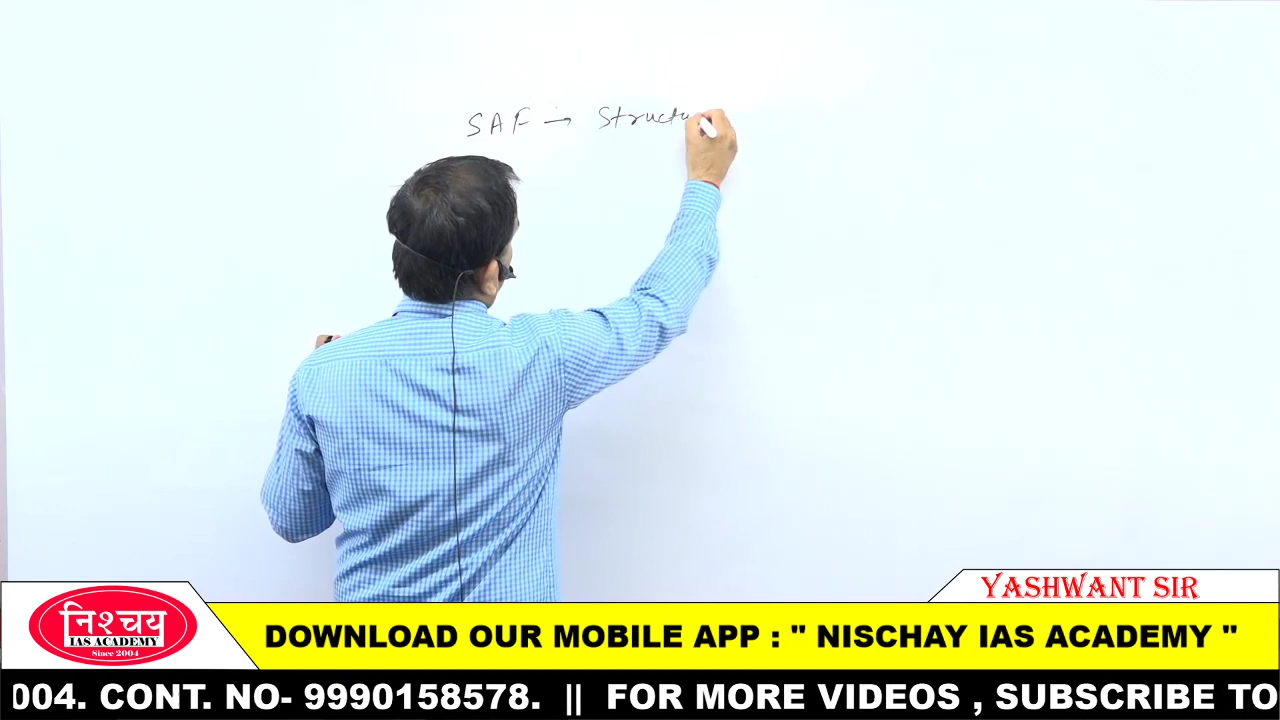 SAF → Structu
YASHWANT SIR
निश्चय
IAS ACADEMY
Since 2004
DOWNLOAD OUR MOBILE APP : " NISCHAY IAS ACADEMY "
004. CONT. NO- 9990158578. || FOR MORE VIDEOS , SUBSCRIBE TO